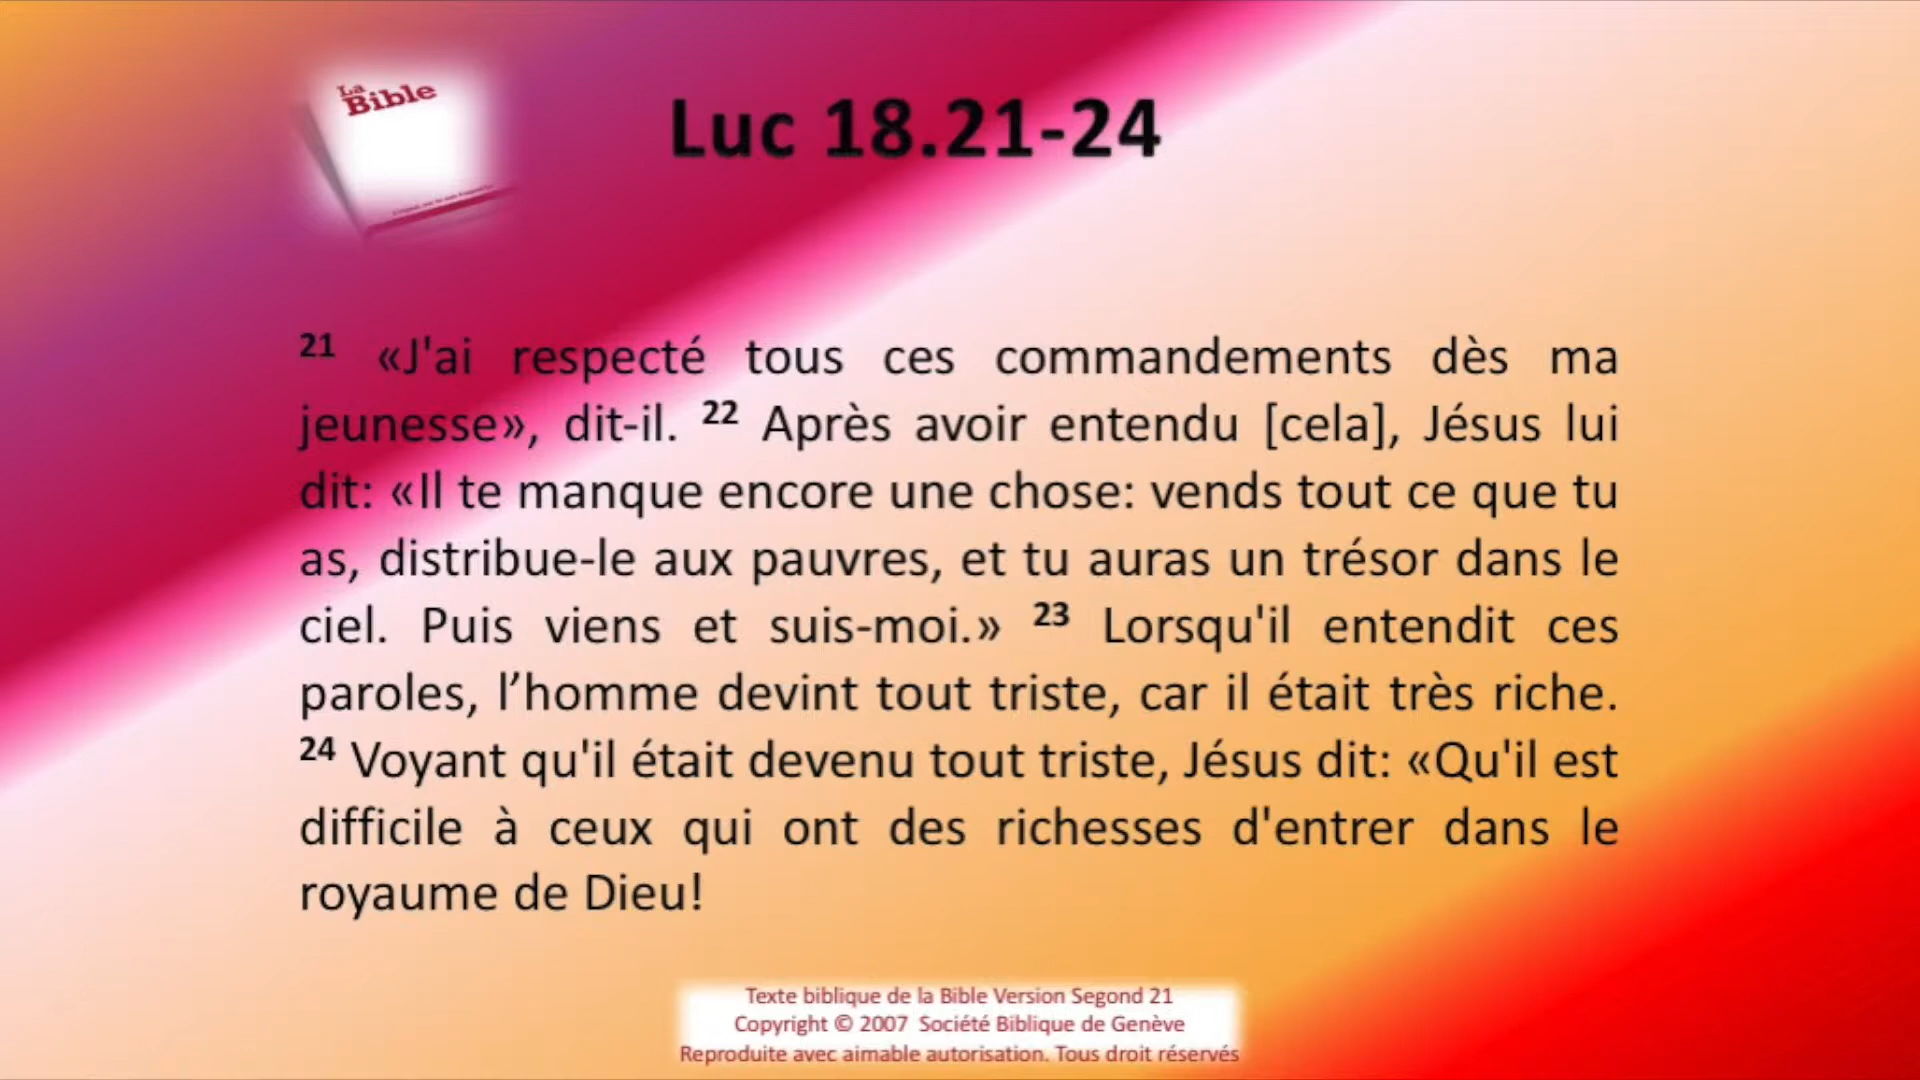 La
Bible
Luc 18.21-24
21 «J'ai respecté tous ces commandements dès ma
jeunesse», dit-il. 22 Après avoir entendu [cela], Jésus lui
dit: «Il te manque encore une chose: vends tout ce que tu
as, distribue-le aux pauvres, et tu auras un trésor dans le
ciel. Puis viens et suis-moi.» 23 Lorsqu'il entendit ces
paroles, l’homme devint tout triste, car il était très riche.
24 Voyant qu'il était devenu tout triste, Jésus dit: «Qu'il est
difficile à ceux qui ont des richesses d'entrer dans le
royaume de Dieu!
Texte biblique de la Bible Version Segond 21
Copyright © 2007 Société Biblique de Genève
Reproduite avec aimable autorisation. Tous droit réservés